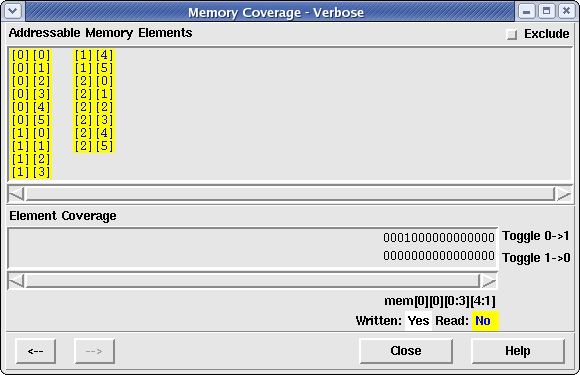 Memory Coverage - Verbose
Addressable Memory Elements
Exclude
[0][0] [1][4]
[0][1] [1][5]
[0][2] [2][0]
[0][3] [2][1]
[0][4] [2][2]
[0][5] [2][3]
[1][0] [2][4]
[1][1] [2][5]
[1][2]
[1][3]
Element Coverage
0001000000000000 Toggle 0->1
0000000000000000 Toggle 1->0
mem[0][0][0:3][4:1]
Written: Yes Read: No
<-- --> Close Help